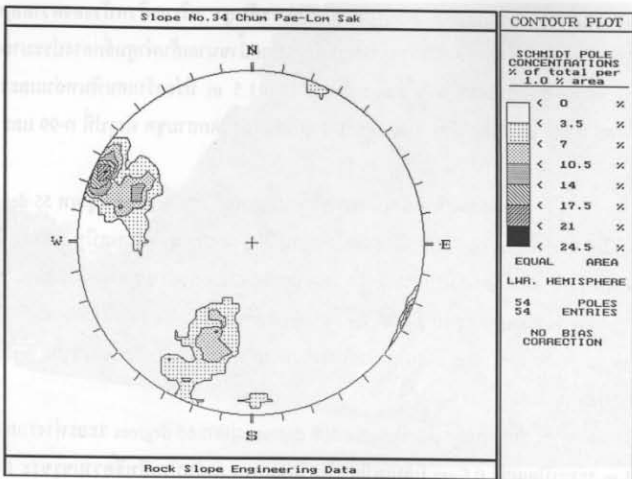 Slope No.34 Chum Pae-Lom Sak
N
W
E
S
Rock Slope Engineering Data
CONTOUR PLOT
SCHMIDT POLE
CONCENTRATIONS
% of total per
1.0 % area
< 0 %
< 3.5 %
< 7 %
< 10.5 %
< 14 %
< 17.5 %
< 21 %
< 24.5 %
EQUAL AREA
LWR. HEMISPHERE
54 POLES
54 ENTRIES
NO BIAS
CORRECTION